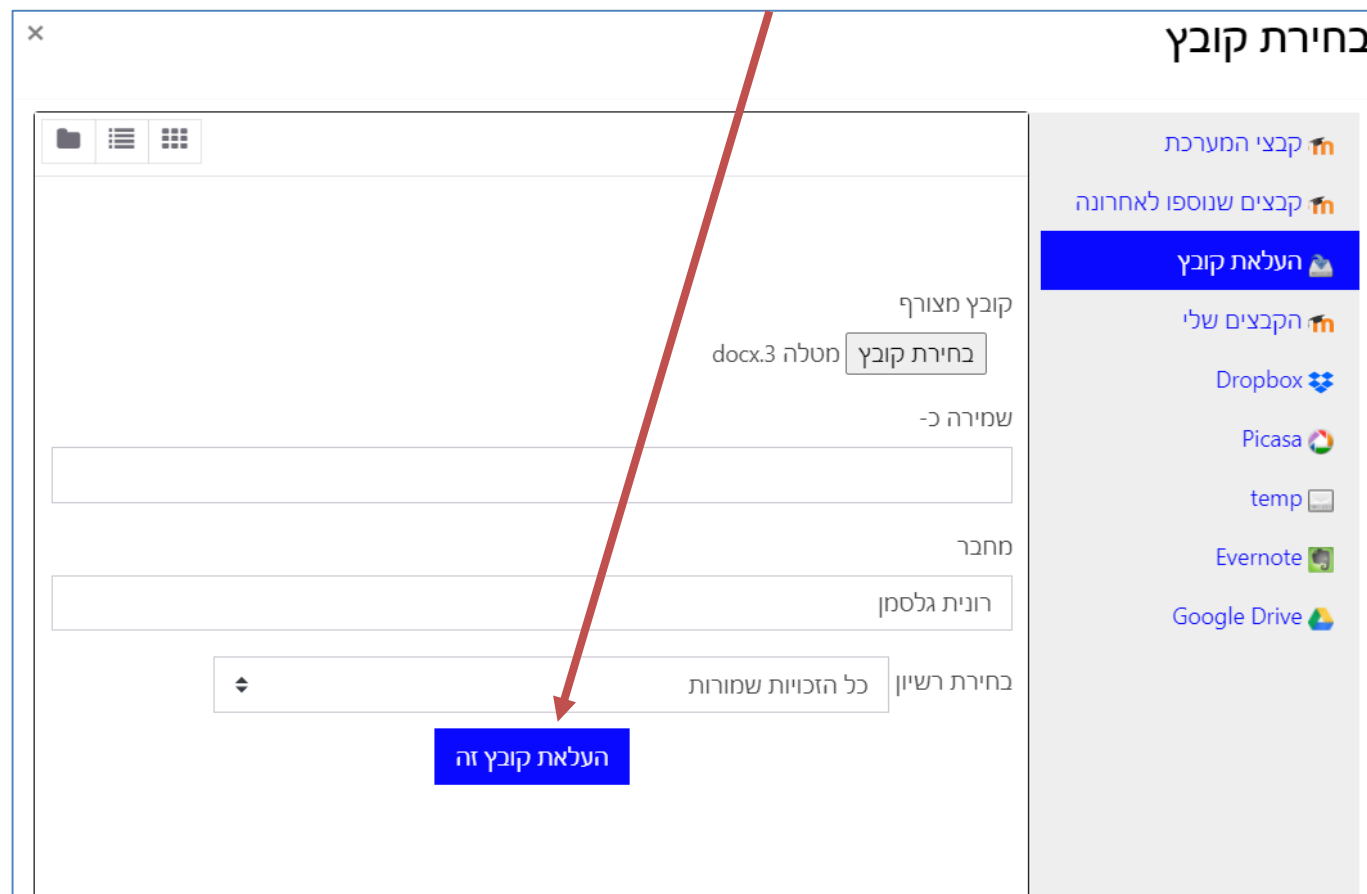 בחירת קובץ
קבצי המערכת
קבצים שנוספו לאחרונה
העלאת קובץ
הקבצים שלי
Dropbox
Picasa
temp
Evernote
Google Drive
קובץ מצורף
בחירת קובץ מטלה 3.docx
שמירה כ-
מחבר
רונית גלסמן
בחירת רשיון כל הזכויות שמורות
העלאת קובץ זה